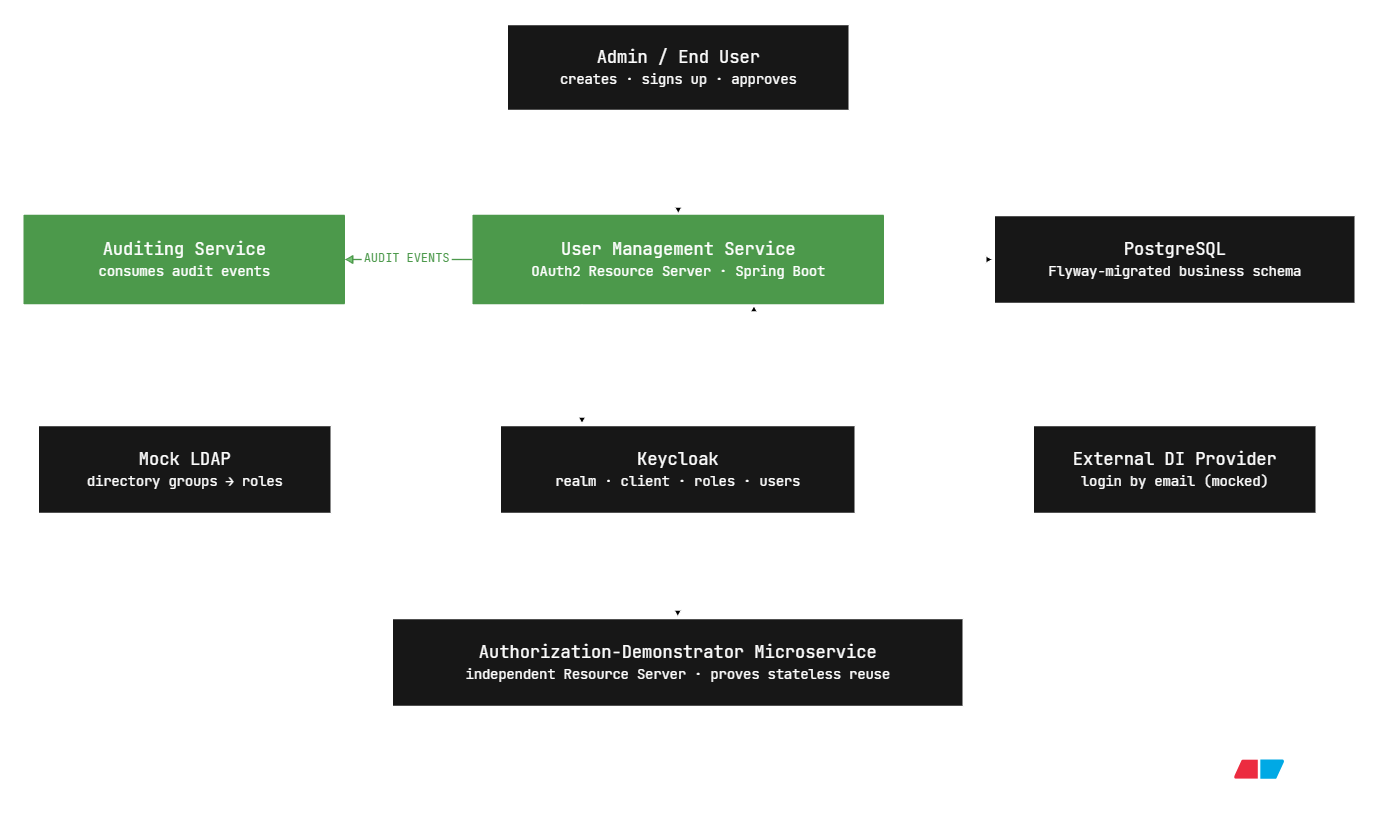 Admin / End User
creates · signs up · approves
Auditing Service
consumes audit events
AUDIT EVENTS
User Management Service
OAuth2 Resource Server · Spring Boot
PostgreSQL
Flyway-migrated business schema
Mock LDAP
directory groups → roles
Keycloak
realm · client · roles · users
External DI Provider
login by email (mocked)
Authorization-Demonstrator Microservice
independent Resource Server · proves stateless reuse